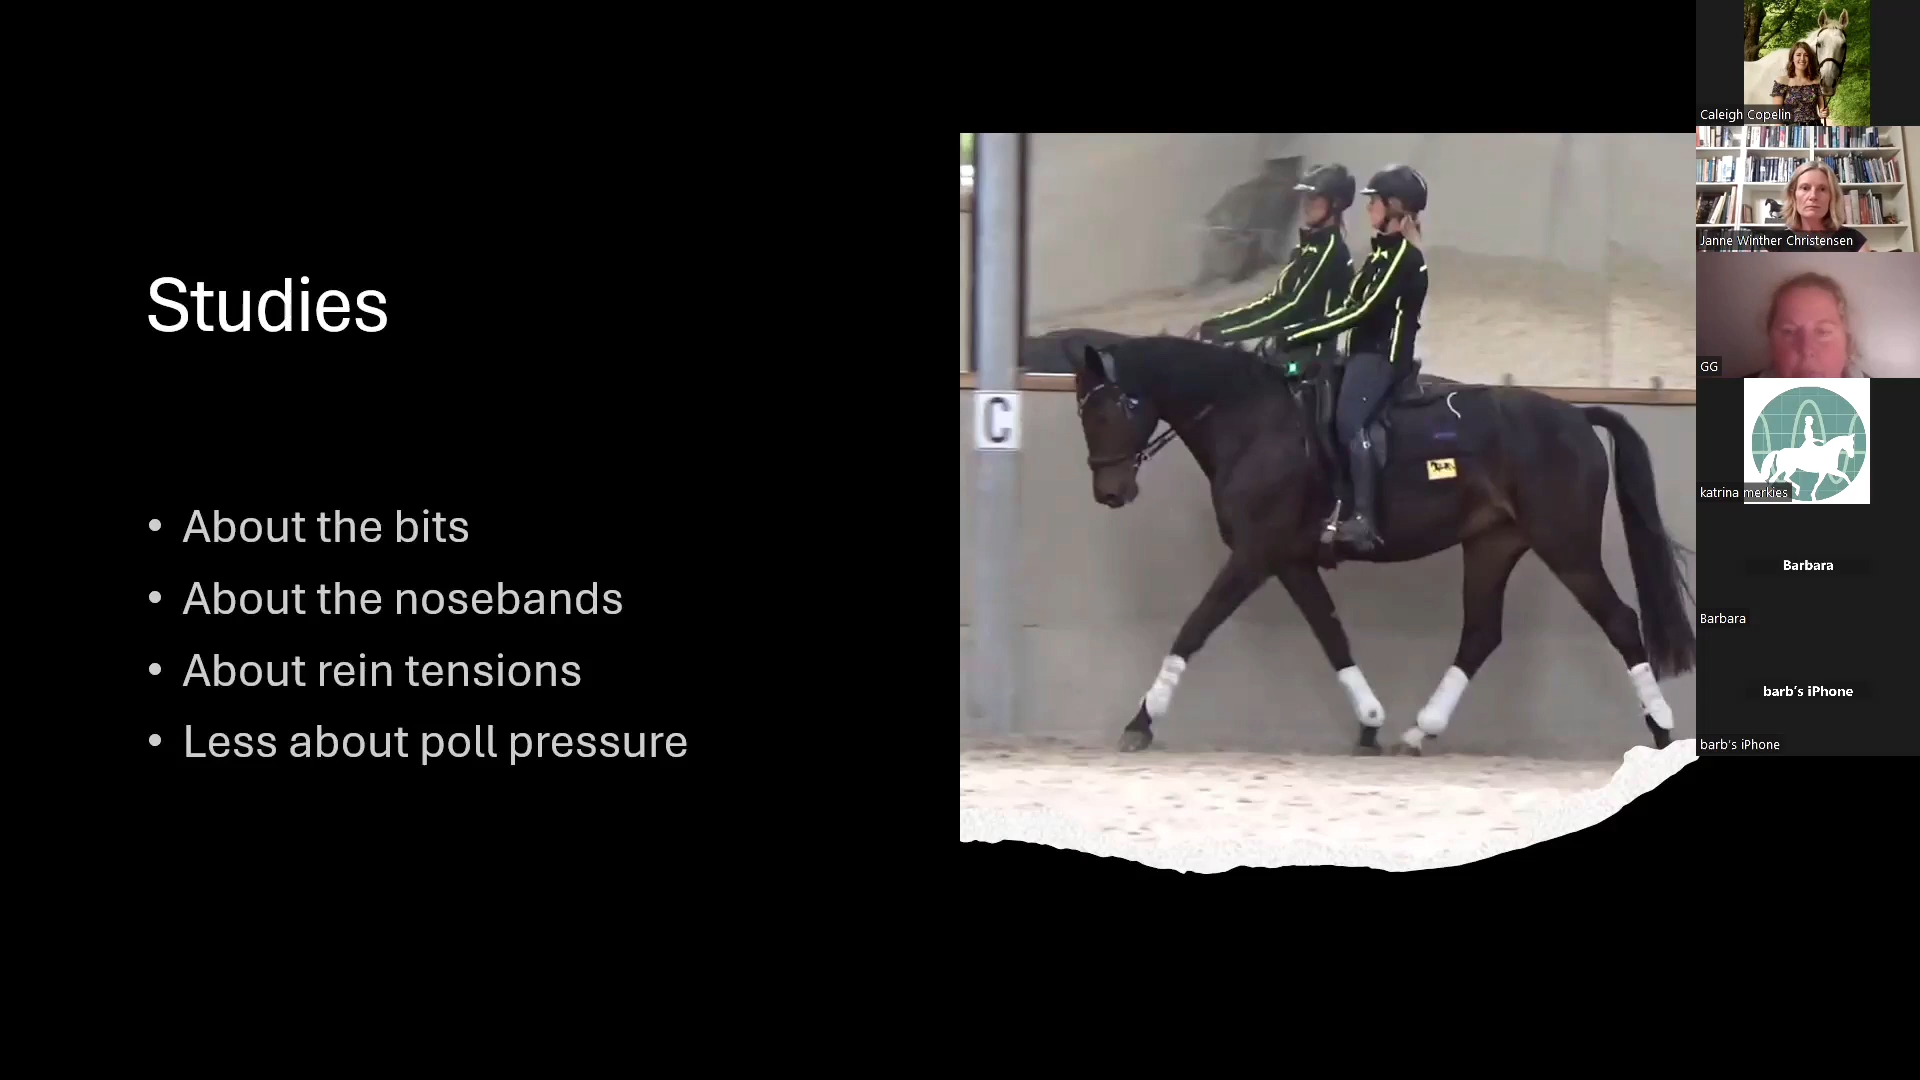 Studies
• About the bits
• About the nosebands
• About rein tensions
• Less about poll pressure
C
Caleigh Copelin
Janne Winther Christensen
GG
katrina merkies
Barbara
Barbara
barb's iPhone
barb's iPhone